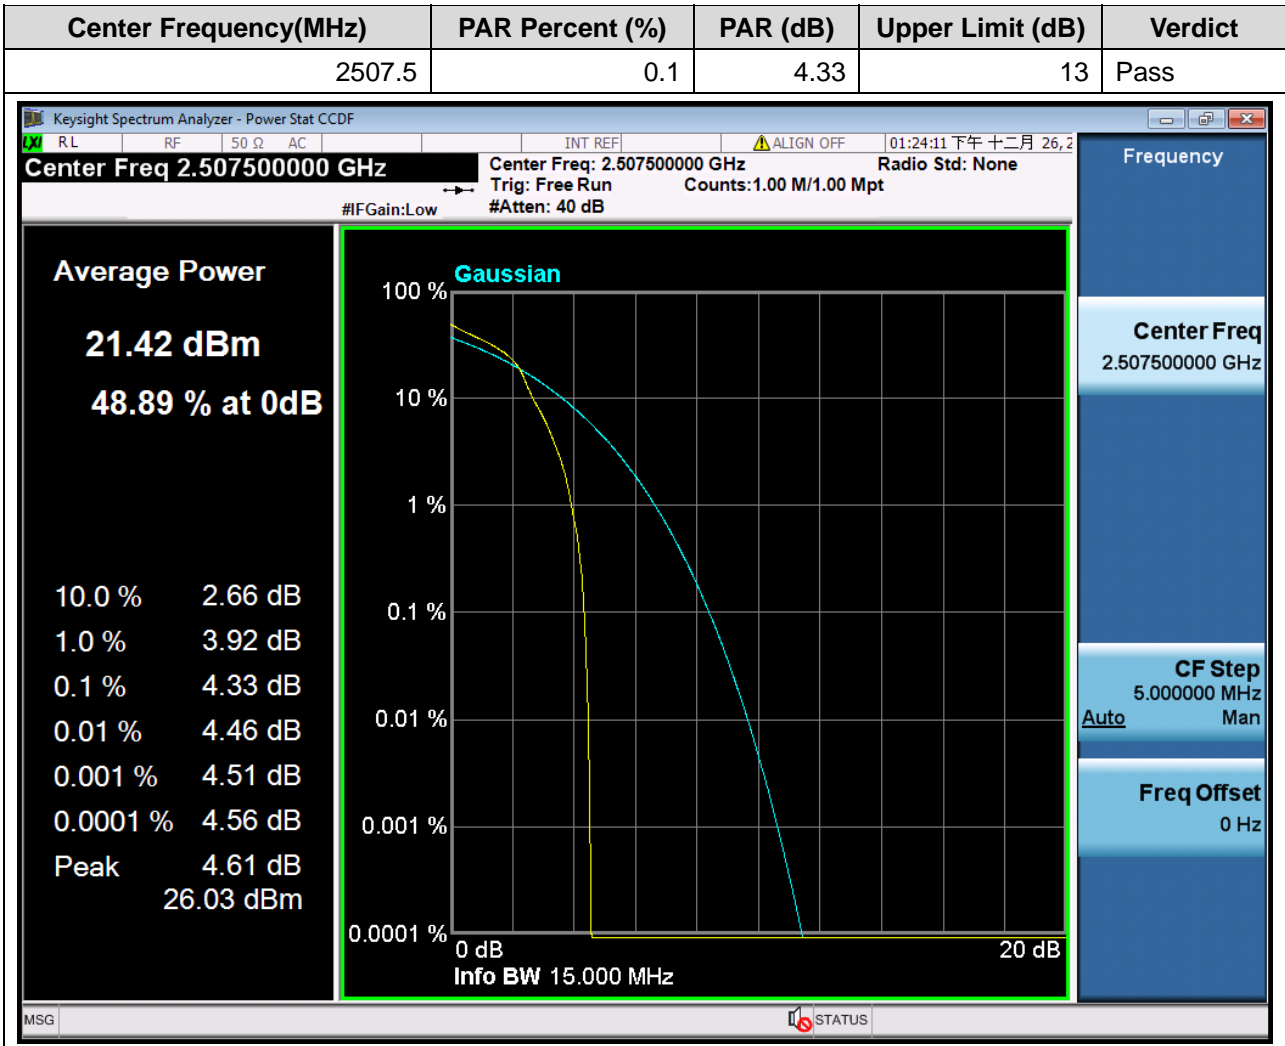 Center Frequency(MHz) PAR Percent (%) PAR (dB) Upper Limit (dB) Verdict
2507.5 0.1 4.33 13 Pass
Keysight Spectrum Analyzer - Power Stat CCDF
LXI RL RF 50 Ω AC INT REF ALIGN OFF 01:24:11 下午 十二月 26, 2
Center Freq 2.507500000 GHz
Center Freq: 2.507500000 GHz Radio Std: None
Trig: Free Run Counts:1.00 M/1.00 Mpt
#IFGain:Low #Atten: 40 dB
Average Power
21.42 dBm
48.89 % at 0dB
10.0 % 2.66 dB
1.0 % 3.92 dB
0.1 % 4.33 dB
0.01 % 4.46 dB
0.001 % 4.51 dB
0.0001 % 4.56 dB
Peak 4.61 dB
26.03 dBm
Gaussian
100 %
10 %
1 %
0.1 %
0.01 %
0.001 %
0.0001 %
0 dB 20 dB
Info BW 15.000 MHz
Frequency
Center Freq
2.507500000 GHz
CF Step
5.000000 MHz
Auto Man
Freq Offset
0 Hz
MSG STATUS